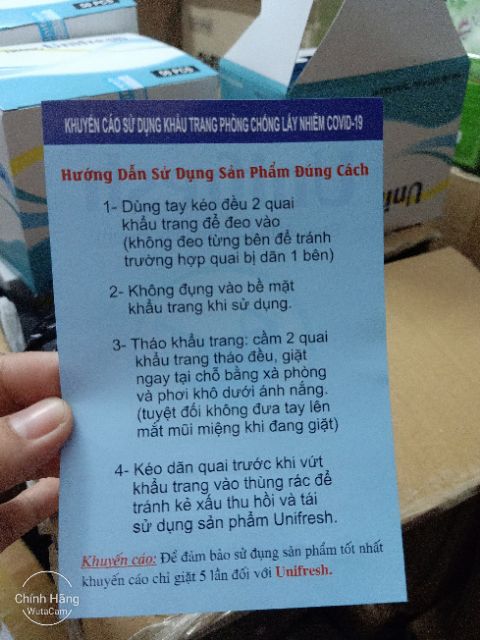 50 PCS
50 PCS
Uni
KHUYẾN CÁO SỬ DỤNG KHẨU TRANG PHÒNG CHỐNG LÂY NHIỄM COVID-19
Hướng Dẫn Sử Dụng Sản Phẩm Đúng Cách
1- Dùng tay kéo đều 2 quai
khẩu trang để đeo vào
(không đeo từng bên để tránh
trường hợp quai bị dãn 1 bên)
2- Không đụng vào bề mặt
khẩu trang khi sử dụng.
3- Tháo khẩu trang: cầm 2 quai
khẩu trang tháo đều, giặt
ngay tại chỗ bằng xà phòng
và phơi khô dưới ánh nắng.
(tuyệt đối không đưa tay lên
mắt mũi miệng khi đang giặt)
4- Kéo dãn quai trước khi vứt
khẩu trang vào thùng rác để
tránh kẻ xấu thu hồi và tái
sử dụng sản phẩm Unifresh.
Khuyến cáo: Để đảm bảo sử dụng sản phẩm tốt nhất
khuyến cáo chỉ giặt 5 lần đối với Unifresh.
Chính Hãng
WutaCam